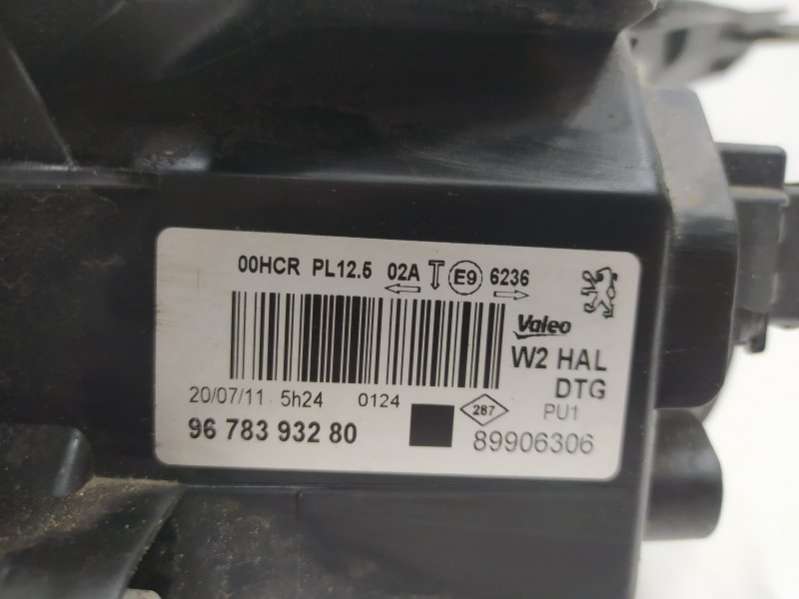 00HCR PL12.5 02A E9 6236
Valeo
W2 HAL
DTG
20/07/11 5h24 0124
287
PU1
96 783 932 80
89906306